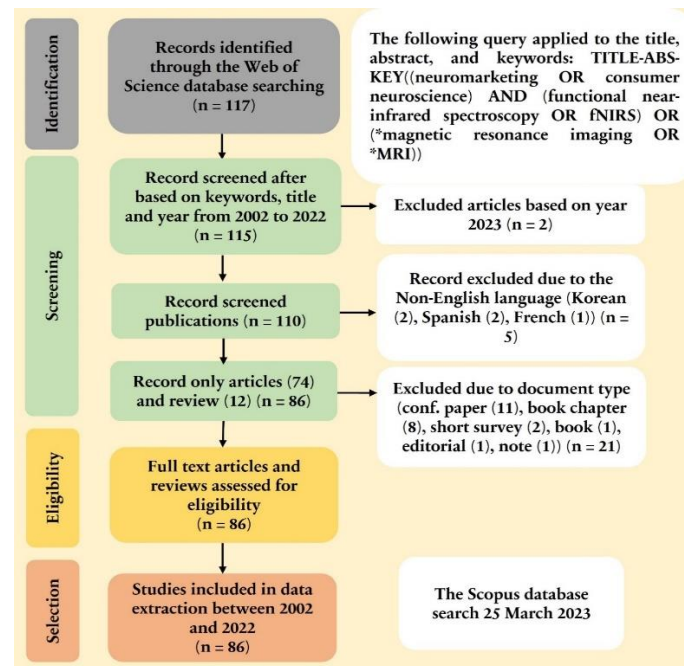 Identification
Records identified
through the Web of
Science database searching
(n = 117)
The following query applied to the title,
abstract, and keywords: TITLE-ABS-
KEY((neuromarketing OR consumer
neuroscience) AND (functional near-
infrared spectroscopy OR fNIRS) OR
(*magnetic resonance imaging OR
*MRI))
Screening
Record screened after
based on keywords, title
and year from 2002 to 2022
(n = 115)
Excluded articles based on year
2023 (n = 2)
Record screened
publications (n = 110)
Record excluded due to the
Non-English language (Korean
(2), Spanish (2), French (1)) (n =
5)
Record only articles (74)
and review (12) (n = 86)
Excluded due to document type
(conf. paper (11), book chapter
(8), short survey (2), book (1),
editorial (1), note (1)) (n = 21)
Eligibility
Full text articles and
reviews assessed for
eligibility
(n = 86)
Selection
Studies included in data
extraction between 2002
and 2022
(n = 86)
The Scopus database
search 25 March 2023